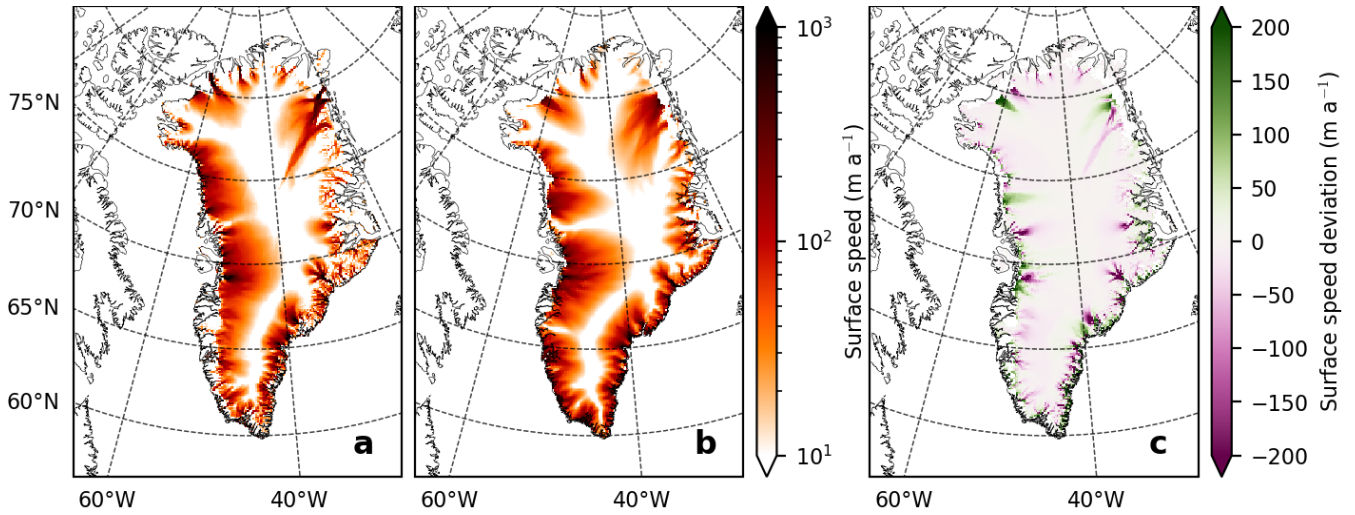 75°N
70°N
65°N
60°N
60°W
40°W
a
60°W
40°W
b
10³
10²
10¹
Surface speed (m a⁻¹)
60°W
40°W
c
200
150
100
50
0
−50
−100
−150
−200
Surface speed deviation (m a⁻¹)